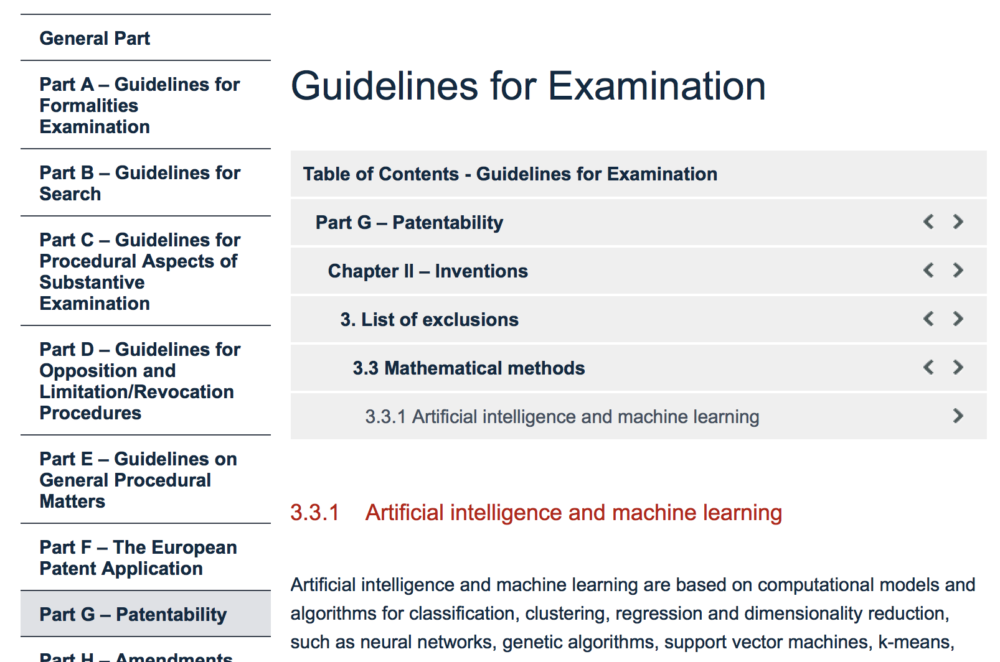 General Part
Part A – Guidelines for
Formalities
Examination
Part B – Guidelines for
Search
Part C – Guidelines for
Procedural Aspects of
Substantive
Examination
Part D – Guidelines for
Opposition and
Limitation/Revocation
Procedures
Part E – Guidelines on
General Procedural
Matters
Part F – The European
Patent Application
Part G – Patentability
Part H – Amendments
Guidelines for Examination
Table of Contents - Guidelines for Examination
Part G – Patentability
Chapter II – Inventions
3. List of exclusions
3.3 Mathematical methods
3.3.1 Artificial intelligence and machine learning
3.3.1 Artificial intelligence and machine learning
Artificial intelligence and machine learning are based on computational models and
algorithms for classification, clustering, regression and dimensionality reduction,
such as neural networks, genetic algorithms, support vector machines, k-means,